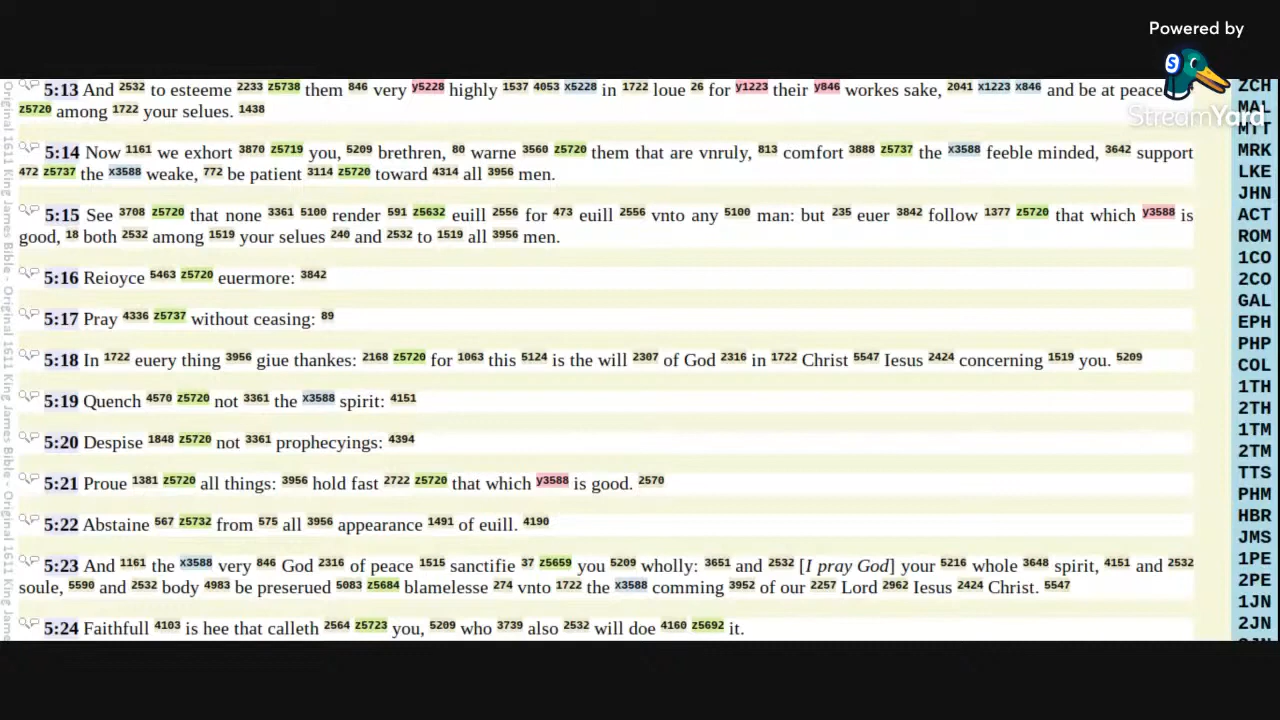 Powered by
StreamYard
5:13 And 2532 to esteeme 2233 z5738 them 846 very y5228 highly 1537 4053 x5228 in 1722 loue 26 for y1223 their y846 workes sake, 2041 x1223 x846 and be at peace
z5720 among 1722 your selues. 1438
5:14 Now 1161 we exhort 3870 z5719 you, 5209 brethren, 80 warne 3560 z5720 them that are vnruly, 813 comfort 3888 z5737 the x3588 feeble minded, 3642 support
472 z5737 the x3588 weake, 772 be patient 3114 z5720 toward 4314 all 3956 men.
5:15 See 3708 z5720 that none 3361 5100 render 591 z5632 euill 2556 for 473 euill 2556 vnto any 5100 man: but 235 euer 3842 follow 1377 z5720 that which y3588 is
good, 18 both 2532 among 1519 your selues 240 and 2532 to 1519 all 3956 men.
5:16 Reioyce 5463 z5720 euermore: 3842
5:17 Pray 4336 z5737 without ceasing: 89
5:18 In 1722 euery thing 3956 giue thankes: 2168 z5720 for 1063 this 5124 is the will 2307 of God 2316 in 1722 Christ 5547 Iesus 2424 concerning 1519 you. 5209
5:19 Quench 4570 z5720 not 3361 the x3588 spirit: 4151
5:20 Despise 1848 z5720 not 3361 prophecyings: 4394
5:21 Proue 1381 z5720 all things: 3956 hold fast 2722 z5720 that which y3588 is good. 2570
5:22 Abstaine 567 z5732 from 575 all 3956 appearance 1491 of euill. 4190
5:23 And 1161 the x3588 very 846 God 2316 of peace 1515 sanctifie 37 z5659 you 5209 wholly: 3651 and 2532 [I pray God] your 5216 whole 3648 spirit, 4151 and 2532
soule, 5590 and 2532 body 4983 be preserued 5083 z5684 blamelesse 274 vnto 1722 the x3588 comming 3952 of our 2257 Lord 2962 Iesus 2424 Christ. 5547
5:24 Faithfull 4103 is hee that calleth 2564 z5723 you, 5209 who 3739 also 2532 will doe 4160 z5692 it.
Original 1611 King James Bible - Original 1611 King James Bible - Original 1611 King James
ZCH
MAL
MTT
MRK
LKE
JHN
ACT
ROM
1CO
2CO
GAL
EPH
PHP
COL
1TH
2TH
1TM
2TM
TTS
PHM
HBR
JMS
1PE
2PE
1JN
2JN